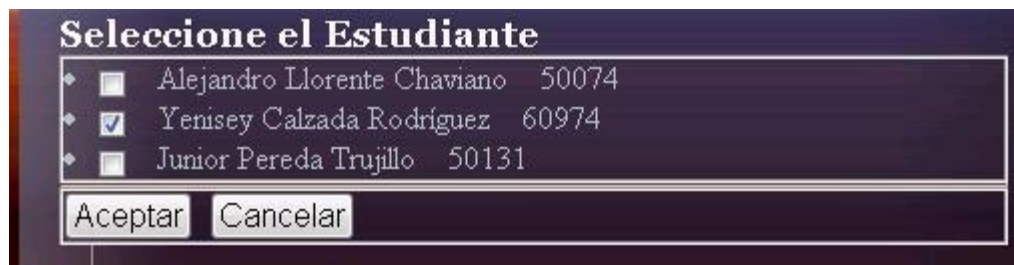 Seleccione el Estudiante
Alejandro Llorente Chaviano 50074
Yenisey Calzada Rodríguez 60974
Junior Pereda Trujillo 50131
Aceptar Cancelar